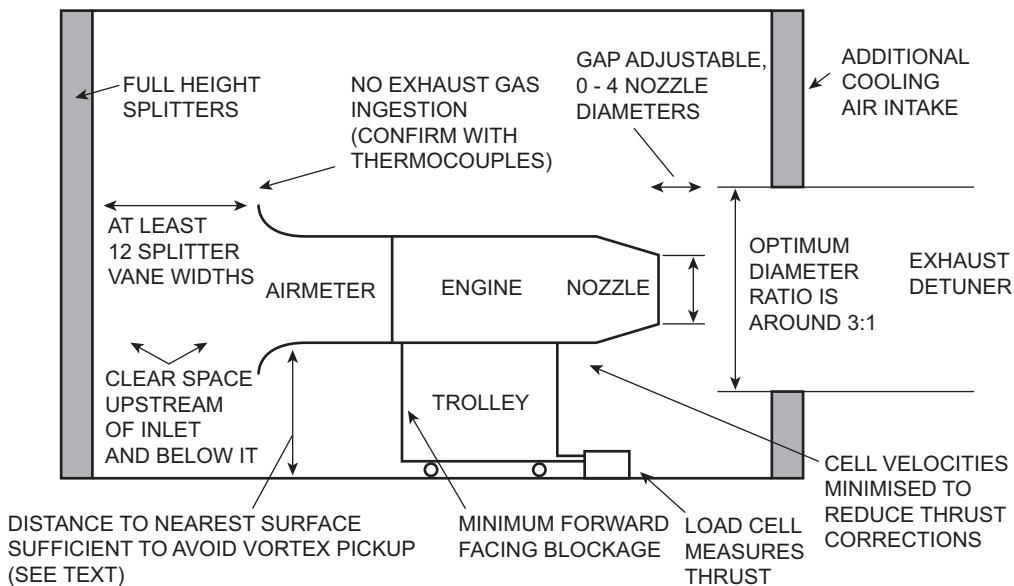 FULL HEIGHT
SPLITTERS
NO EXHAUST GAS
INGESTION
(CONFIRM WITH
THERMOCOUPLES)
GAP ADJUSTABLE,
0 - 4 NOZZLE
DIAMETERS
ADDITIONAL
COOLING
AIR INTAKE
AT LEAST
12 SPLITTER
VANE WIDTHS
AIRMETER
ENGINE
NOZZLE
OPTIMUM
DIAMETER
RATIO IS
AROUND 3:1
EXHAUST
DETUNER
CLEAR SPACE
UPSTREAM
OF INLET
AND BELOW IT
TROLLEY
DISTANCE TO NEAREST SURFACE
SUFFICIENT TO AVOID VORTEX PICKUP
(SEE TEXT)
MINIMUM FORWARD
FACING BLOCKAGE
LOAD CELL
MEASURES
THRUST
CELL VELOCITIES
MINIMISED TO
REDUCE THRUST
CORRECTIONS